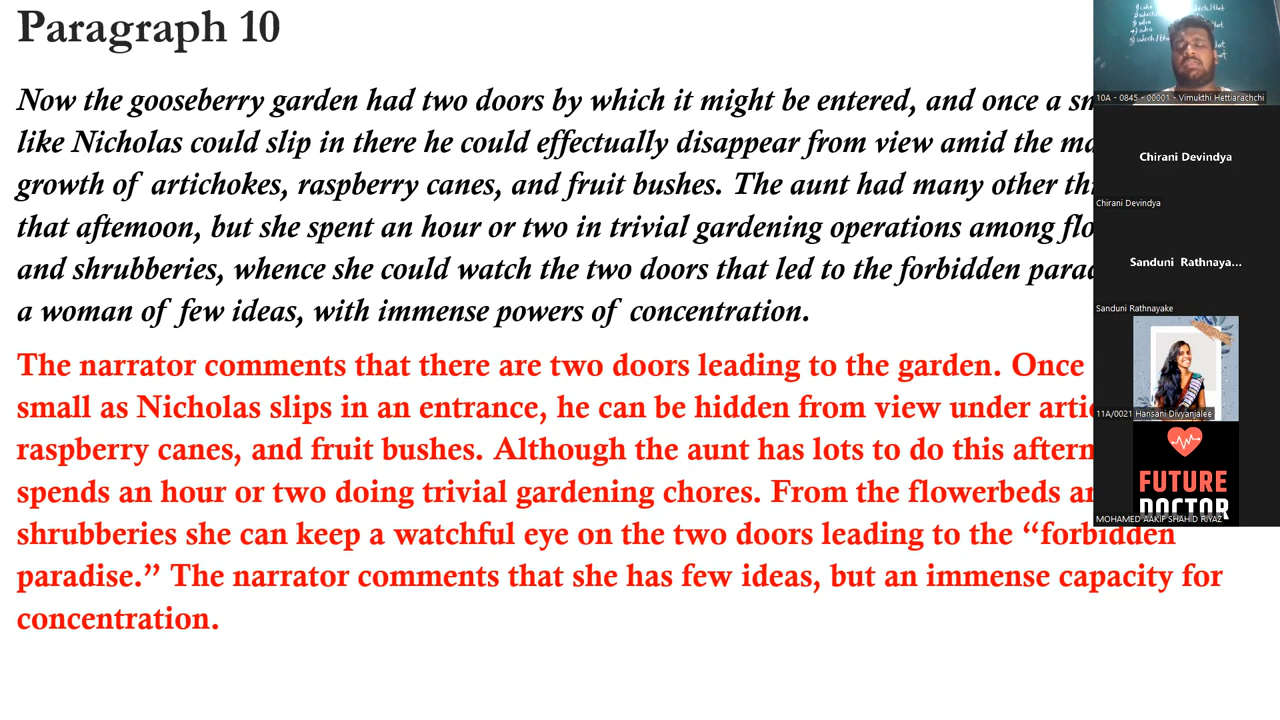 Paragraph 10
Now the gooseberry garden had two doors by which it might be entered, and once a
like Nicholas could slip in there he could effectually disappear from view amid the
growth of artichokes, raspberry canes, and fruit bushes. The aunt had many other
that aftemoon, but she spent an hour or two in trivial gardening operations among
and shrubberies, whence she could watch the two doors that led to the forbidden
a woman of few ideas, with immense powers of concentration.
The narrator comments that there are two doors leading to the garden. Once
small as Nicholas slips in an entrance, he can be hidden from view under
raspberry canes, and fruit bushes. Although the aunt has lots to do this
spends an hour or two doing trivial gardening chores. From the flowerbeds
shrubberies she can keep a watchful eye on the two doors leading to the “forbidden
paradise.” The narrator comments that she has few ideas, but an immense capacity for
concentration.
10A - 0845 - 00001 - Vimukthi Hettiarachchi
Chirani Devindya
Chirani Devindya
Sanduni Rathnaya...
Sanduni Rathnayake
11A/0021 Hansani Divyanjalee
FUTURE
DOCTOR
MOHAMED AAKIF SHAHID RIYAZ